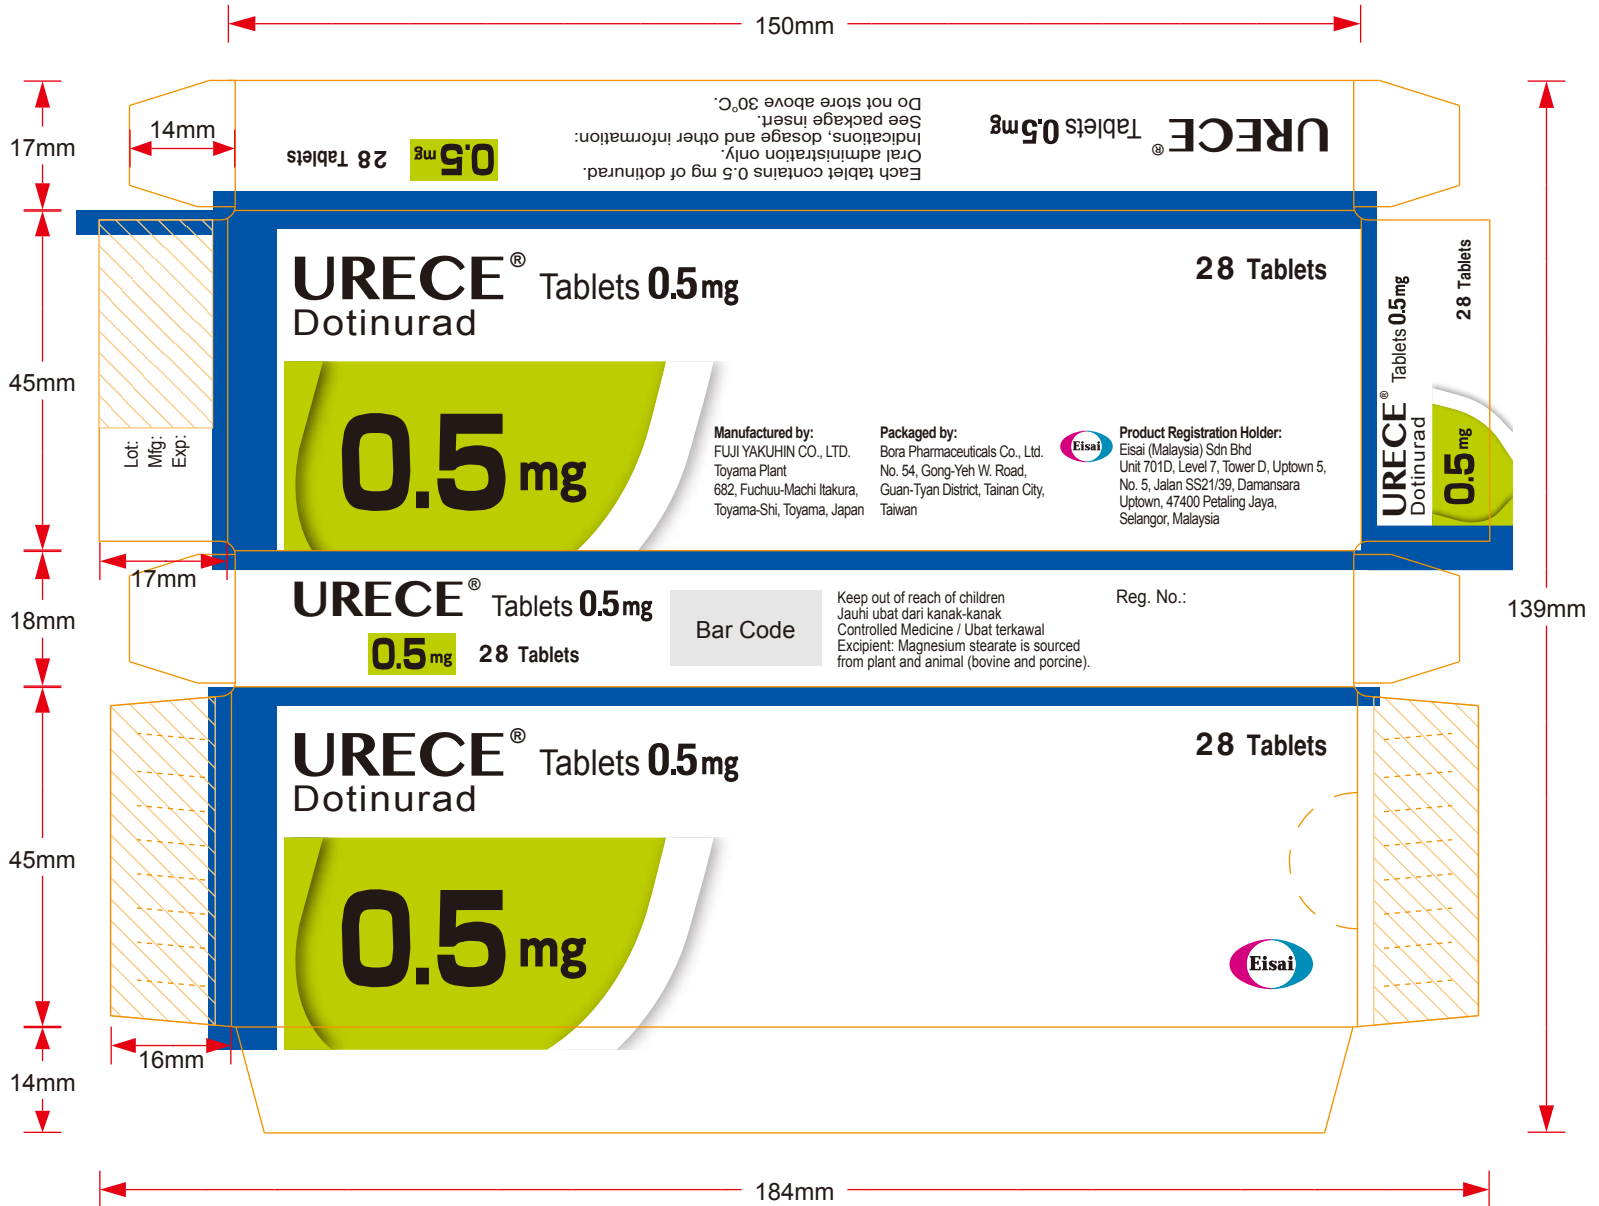 150mm
17mm
14mm
URECE® Tablets 0.5mg
Each tablet contains 0.5 mg of dotinurad.
Oral administration only.
Indications, dosage and other information:
See package insert.
Do not store above 30°C.
0.5mg
28 Tablets
45mm
URECE® Tablets 0.5mg
Dotinurad
28 Tablets
0.5mg
Manufactured by:
FUJI YAKUHIN CO., LTD.
Toyama Plant
682, Fuchuu-Machi Itakura,
Toyama-Shi, Toyama, Japan
Packaged by:
Bora Pharmaceuticals Co., Ltd.
No. 54, Gong-Yeh W. Road,
Guan-Tyan District, Tainan City,
Taiwan
Eisai
Product Registration Holder:
Eisai (Malaysia) Sdn Bhd
Unit 701D, Level 7, Tower D, Uptown 5,
No. 5, Jalan SS21/39, Damansara
Uptown, 47400 Petaling Jaya,
Selangor, Malaysia
Lot:
Mfg:
Exp:
URECE® Tablets 0.5mg
Dotinurad
0.5mg
28 Tablets
17mm
18mm
URECE® Tablets 0.5mg
0.5mg 28 Tablets
Bar Code
Keep out of reach of children
Jauhi ubat dari kanak-kanak
Controlled Medicine / Ubat terkawal
Excipient: Magnesium stearate is sourced
from plant and animal (bovine and porcine).
Reg. No.:
139mm
45mm
URECE® Tablets 0.5mg
Dotinurad
28 Tablets
0.5mg
Eisai
16mm
14mm
184mm